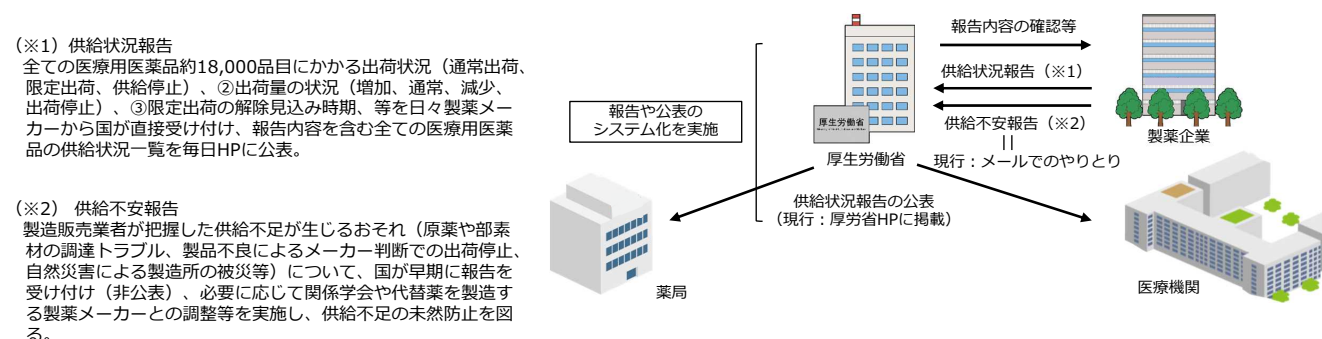 （※1）供給状況報告
全ての医療用医薬品約18,000品目にかかる出荷状況（通常出荷、
限定出荷、供給停止）、②出荷量の状況（増加、通常、減少、
出荷停止）、③限定出荷の解除見込み時期、等を日々製薬メー
カーから国が直接受け付け、報告内容を含む全ての医療用医薬
品の供給状況一覧を毎日HPに公表。
（※2） 供給不安報告
製造販売業者が把握した供給不足が生じるおそれ（原薬や部素
材の調達トラブル、製品不良によるメーカー判断での出荷停止、
自然災害による製造所の被災等）について、国が早期に報告を
受け付け（非公表）、必要に応じて関係学会や代替薬を製造す
る製薬メーカーとの調整等を実施し、供給不足の未然防止を図
る。
報告や公表の
システム化を実施
報告内容の確認等
供給状況報告（※1）
供給不安報告（※2）
現行：メールでのやりとり
厚生労働省
厚生労働省
製薬企業
供給状況報告の公表
（現行：厚労省HPに掲載）
薬局
医療機関